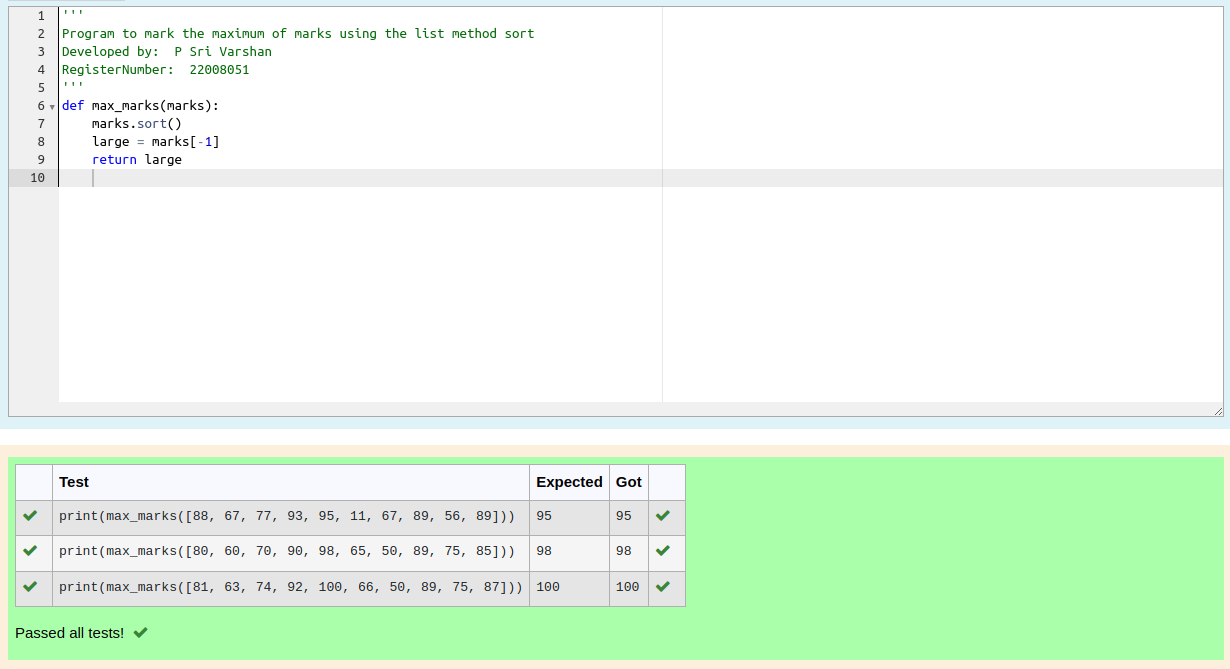 1 '''
2 Program to mark the maximum of marks using the list method sort
3 Developed by:  P Sri Varshan
4 RegisterNumber:  22008051
5 '''
6 def max_marks(marks):
7     marks.sort()
8     large = marks[-1]
9     return large
10
Test Expected Got
print(max_marks([88, 67, 77, 93, 95, 11, 67, 89, 56, 89])) 95 95
print(max_marks([80, 60, 70, 90, 98, 65, 50, 89, 75, 85])) 98 98
print(max_marks([81, 63, 74, 92, 100, 66, 50, 89, 75, 87])) 100 100
Passed all tests!